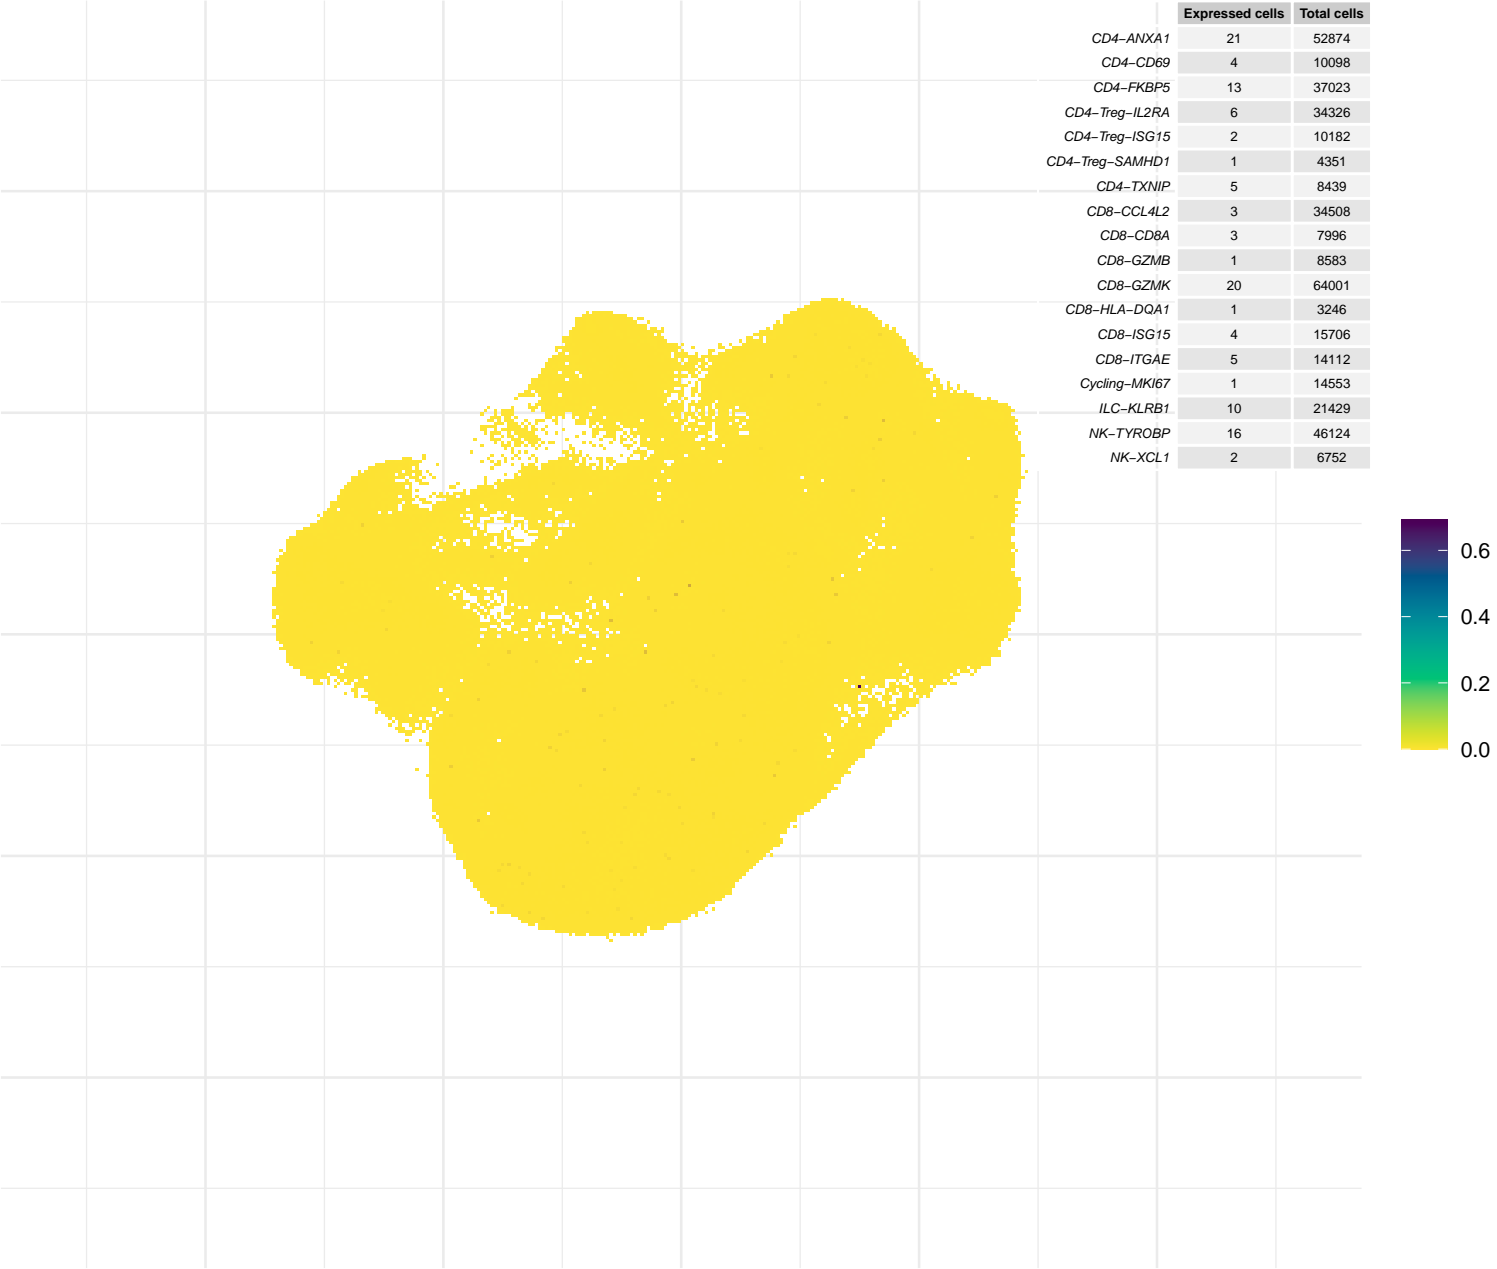 Expressed cells Total cells
CD4−ANXA1 21 52874
CD4−CD69 4 10098
CD4−FKBP5 13 37023
CD4−Treg−IL2RA 6 34326
CD4−Treg−ISG15 2 10182
CD4−Treg−SAMHD1 1 4351
CD4−TXNIP 5 8439
CD8−CCL4L2 3 34508
CD8−CD8A 3 7996
CD8−GZMB 1 8583
CD8−GZMK 20 64001
CD8−HLA−DQA1 1 3246
CD8−ISG15 4 15706
CD8−ITGAE 5 14112
Cycling−MKI67 1 14553
ILC−KLRB1 10 21429
NK−TYROBP 16 46124
NK−XCL1 2 6752
0.6
0.4
0.2
0.0